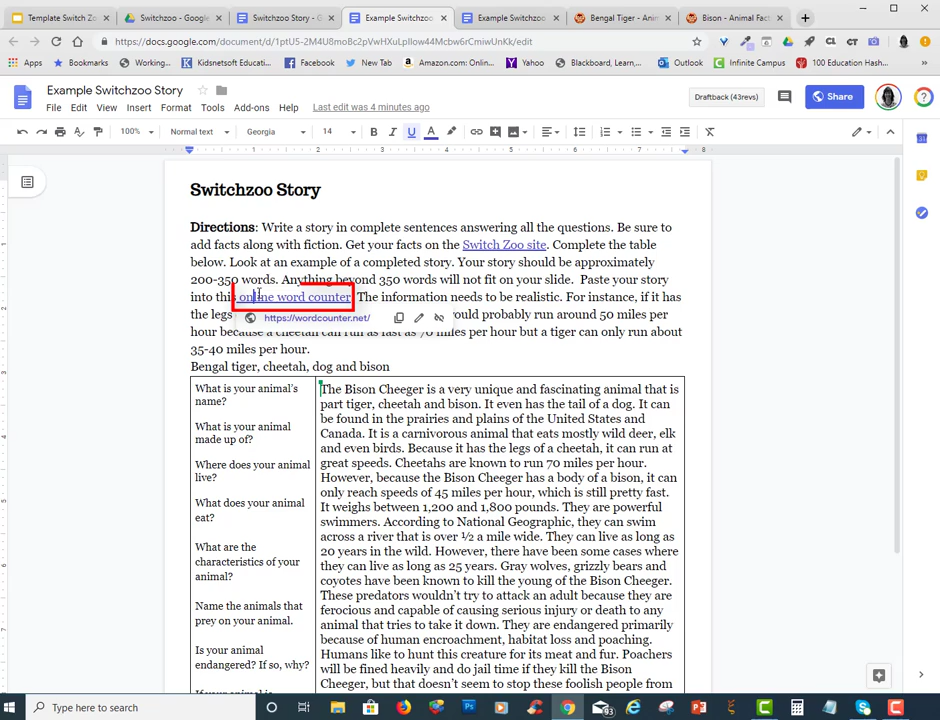 Template Switch Zo
Switchzoo - Google
Switchzoo Story - G
Example Switchzoo
Example Switchzoo
Bengal Tiger - Anim
Bison - Animal Fac
https://docs.google.com/document/d/1ptU5-2M4U8moBc2pVwHXuLpIlow44Mcbw6rCmiwUnKk/edit
Apps
Bookmarks
Working...
Kidsnetsoft Educati...
Facebook
New Tab
Amazon.com: Onli...
Yahoo
Blackboard, Learn,...
Outlook
Infinite Campus
100 Education Hash...
Example Switchzoo Story
File Edit View Insert Format Tools Add-ons Help Last edit was 4 minutes ago
Draftback (43revs)
Share
100% Normal text Georgia 14 B I U A
Switchzoo Story
Directions: Write a story in complete sentences answering all the questions. Be sure to
add facts along with fiction. Get your facts on the Switch Zoo site. Complete the table
below. Look at an example of a completed story. Your story should be approximately
200-350 words. Anything beyond 350 words will not fit on your slide. Paste your story
into this online word counter. The information needs to be realistic. For instance, if it has
the legs
https://wordcounter.net/
would probably run around 50 miles per
hour because a cheetah can run as fast as 70 miles per hour but a tiger can only run about
35-40 miles per hour.
Bengal tiger, cheetah, dog and bison
What is your animal's
name?
What is your animal
made up of?
Where does your animal
live?
What does your animal
eat?
What are the
characteristics of your
animal?
Name the animals that
prey on your animal.
Is your animal
endangered? If so, why?
If your animal is
The Bison Cheeger is a very unique and fascinating animal that is
part tiger, cheetah and bison. It even has the tail of a dog. It can
be found in the prairies and plains of the United States and
Canada. It is a carnivorous animal that eats mostly wild deer, elk
and even birds. Because it has the legs of a cheetah, it can run at
great speeds. Cheetahs are known to run 70 miles per hour.
However, because the Bison Cheeger has a body of a bison, it can
only reach speeds of 45 miles per hour, which is still pretty fast.
It weighs between 1,200 and 1,800 pounds. They are powerful
swimmers. According to National Geographic, they can swim
across a river that is over ½ a mile wide. They can live as long as
20 years in the wild. However, there have been some cases where
they can live as long as 25 years. Gray wolves, grizzly bears and
coyotes have been known to kill the young of the Bison Cheeger.
These predators wouldn't try to attack an adult because they are
ferocious and capable of causing serious injury or death to any
animal that tries to take it down. They are endangered primarily
because of human encroachment, habitat loss and poaching.
Humans like to hunt this creature for its meat and fur. Poachers
will be fined heavily and do jail time if they kill the Bison
Cheeger, but that doesn't seem to stop these foolish people from
Type here to search